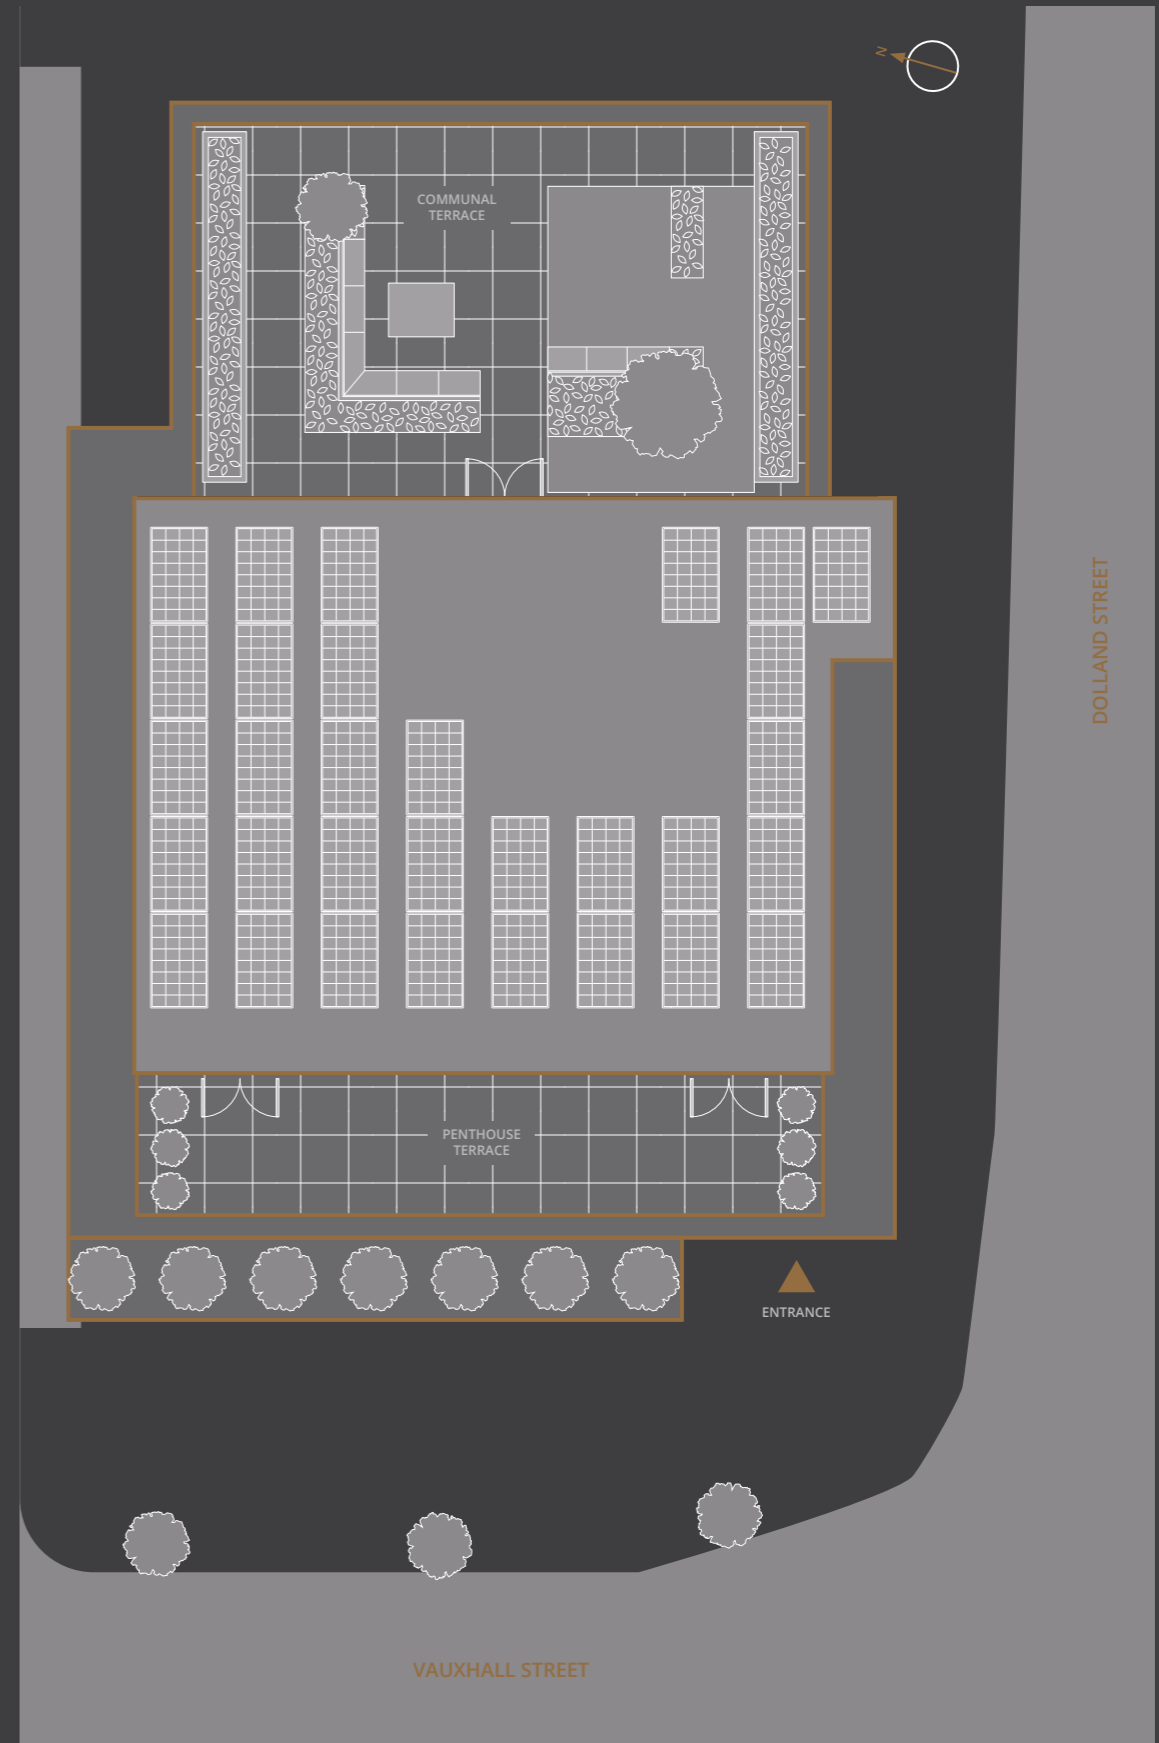 N
COMMUNAL
TERRACE
DOLLAND STREET
PENTHOUSE
TERRACE
ENTRANCE
VAUXHALL STREET